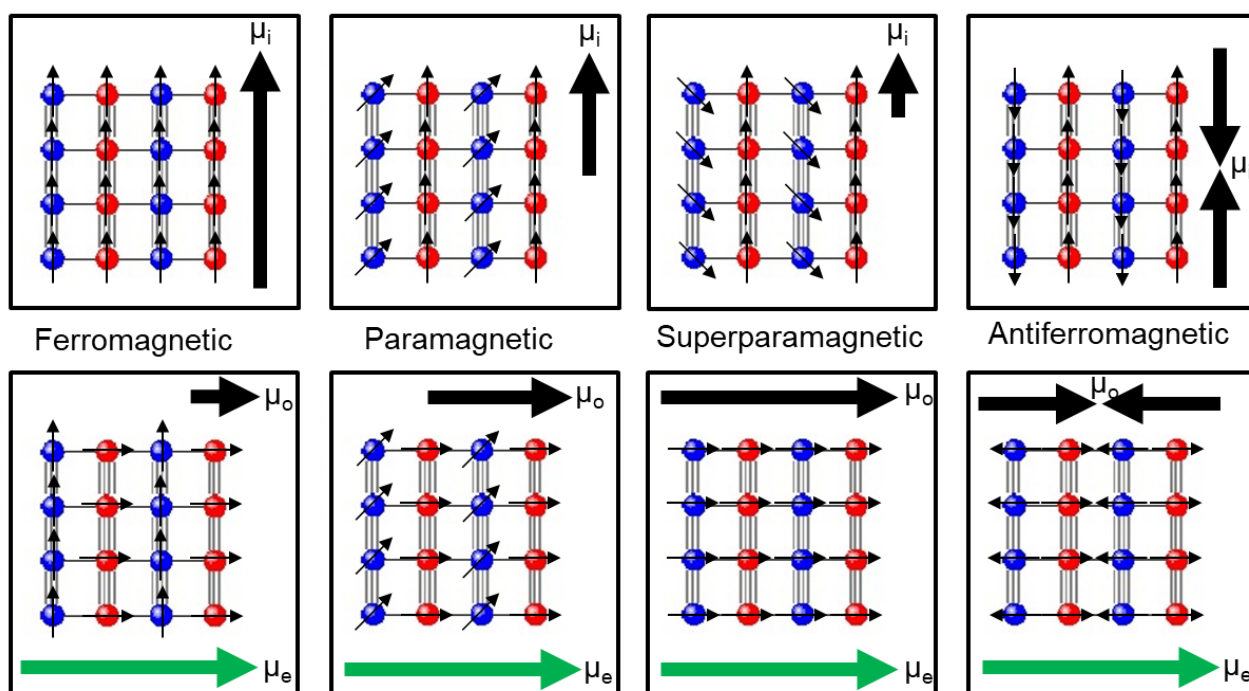 μi
μi
μi
μi
Ferromagnetic
Paramagnetic
Superparamagnetic
Antiferromagnetic
μo
μo
μo
μo
μe
μe
μe
μe